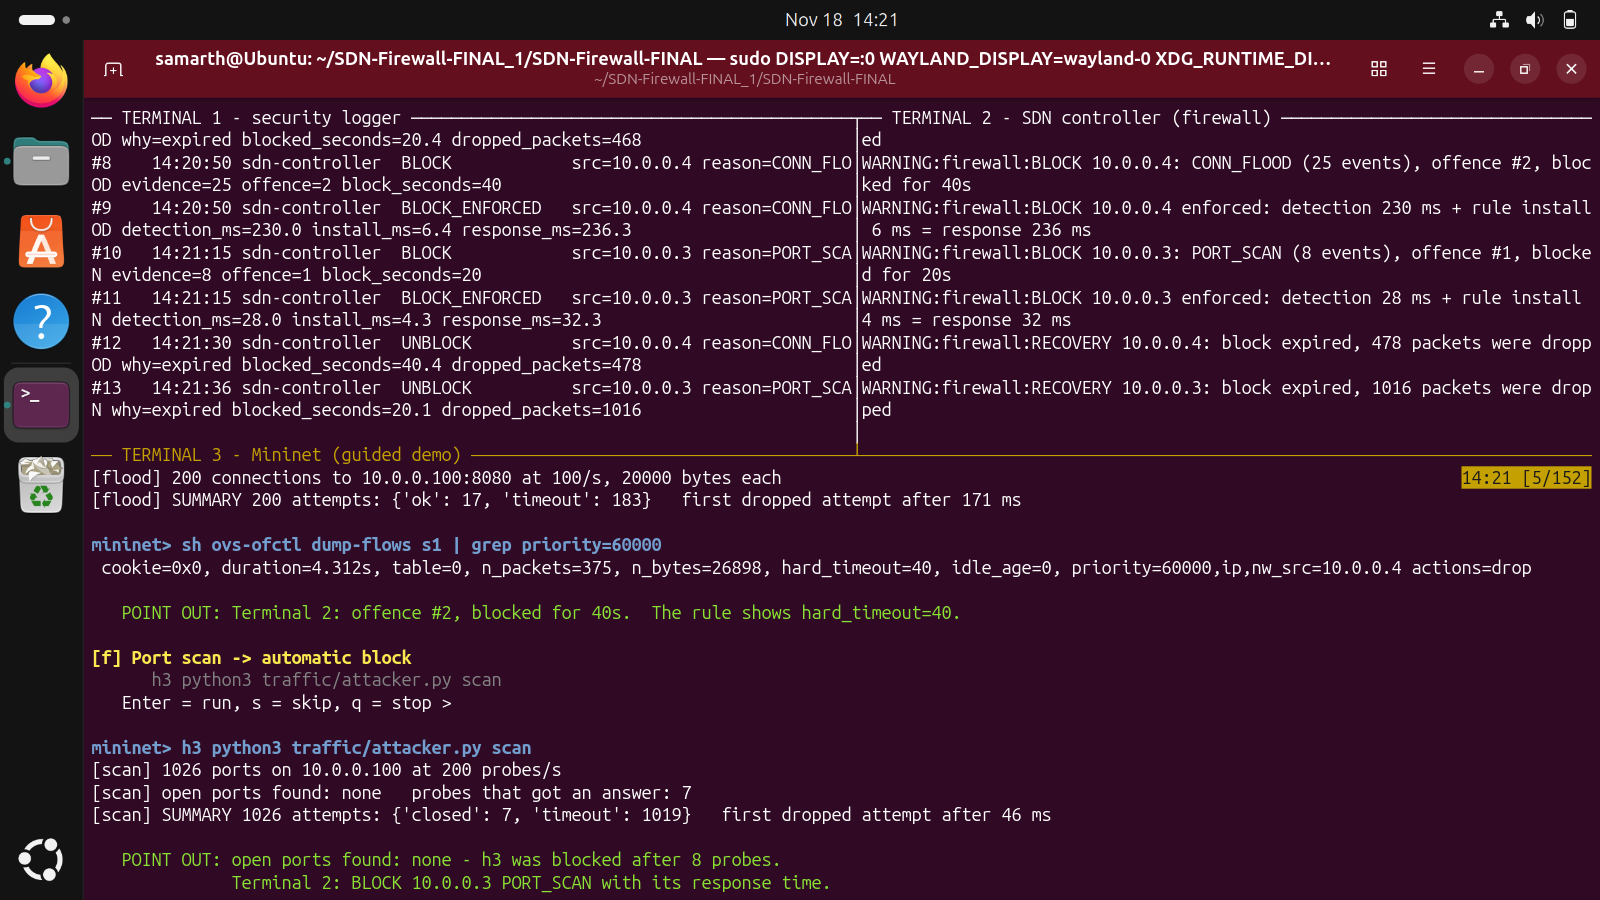 Nov 18 14:21
samarth@Ubuntu: ~/SDN-Firewall-FINAL_1/SDN-Firewall-FINAL — sudo DISPLAY=:0 WAYLAND_DISPLAY=wayland-0 XDG_RUNTIME_DI…
~/SDN-Firewall-FINAL_1/SDN-Firewall-FINAL
TERMINAL 1 - security logger
OD why=expired blocked_seconds=20.4 dropped_packets=468
#8 14:20:50 sdn-controller BLOCK src=10.0.0.4 reason=CONN_FLO
OD evidence=25 offence=2 block_seconds=40
#9 14:20:50 sdn-controller BLOCK_ENFORCED src=10.0.0.4 reason=CONN_FLO
OD detection_ms=230.0 install_ms=6.4 response_ms=236.3
#10 14:21:15 sdn-controller BLOCK src=10.0.0.3 reason=PORT_SCA
N evidence=8 offence=1 block_seconds=20
#11 14:21:15 sdn-controller BLOCK_ENFORCED src=10.0.0.3 reason=PORT_SCA
N detection_ms=28.0 install_ms=4.3 response_ms=32.3
#12 14:21:30 sdn-controller UNBLOCK src=10.0.0.4 reason=CONN_FLO
OD why=expired blocked_seconds=40.4 dropped_packets=478
#13 14:21:36 sdn-controller UNBLOCK src=10.0.0.3 reason=PORT_SCA
N why=expired blocked_seconds=20.1 dropped_packets=1016
TERMINAL 2 - SDN controller (firewall)
ed
WARNING:firewall:BLOCK 10.0.0.4: CONN_FLOOD (25 events), offence #2, bloc
ked for 40s
WARNING:firewall:BLOCK 10.0.0.4 enforced: detection 230 ms + rule install
6 ms = response 236 ms
WARNING:firewall:BLOCK 10.0.0.3: PORT_SCAN (8 events), offence #1, blocke
d for 20s
WARNING:firewall:BLOCK 10.0.0.3 enforced: detection 28 ms + rule install
4 ms = response 32 ms
WARNING:firewall:RECOVERY 10.0.0.4: block expired, 478 packets were dropp
ed
WARNING:firewall:RECOVERY 10.0.0.3: block expired, 1016 packets were drop
ped
TERMINAL 3 - Mininet (guided demo)
[flood] 200 connections to 10.0.0.100:8080 at 100/s, 20000 bytes each
14:21 [5/152]
[flood] SUMMARY 200 attempts: {'ok': 17, 'timeout': 183} first dropped attempt after 171 ms
mininet> sh ovs-ofctl dump-flows s1 | grep priority=60000
cookie=0x0, duration=4.312s, table=0, n_packets=375, n_bytes=26898, hard_timeout=40, idle_age=0, priority=60000,ip,nw_src=10.0.0.4 actions=drop
POINT OUT: Terminal 2: offence #2, blocked for 40s. The rule shows hard_timeout=40.
[f] Port scan -> automatic block
h3 python3 traffic/attacker.py scan
Enter = run, s = skip, q = stop >
mininet> h3 python3 traffic/attacker.py scan
[scan] 1026 ports on 10.0.0.100 at 200 probes/s
[scan] open ports found: none probes that got an answer: 7
[scan] SUMMARY 1026 attempts: {'closed': 7, 'timeout': 1019} first dropped attempt after 46 ms
POINT OUT: open ports found: none - h3 was blocked after 8 probes.
Terminal 2: BLOCK 10.0.0.3 PORT_SCAN with its response time.